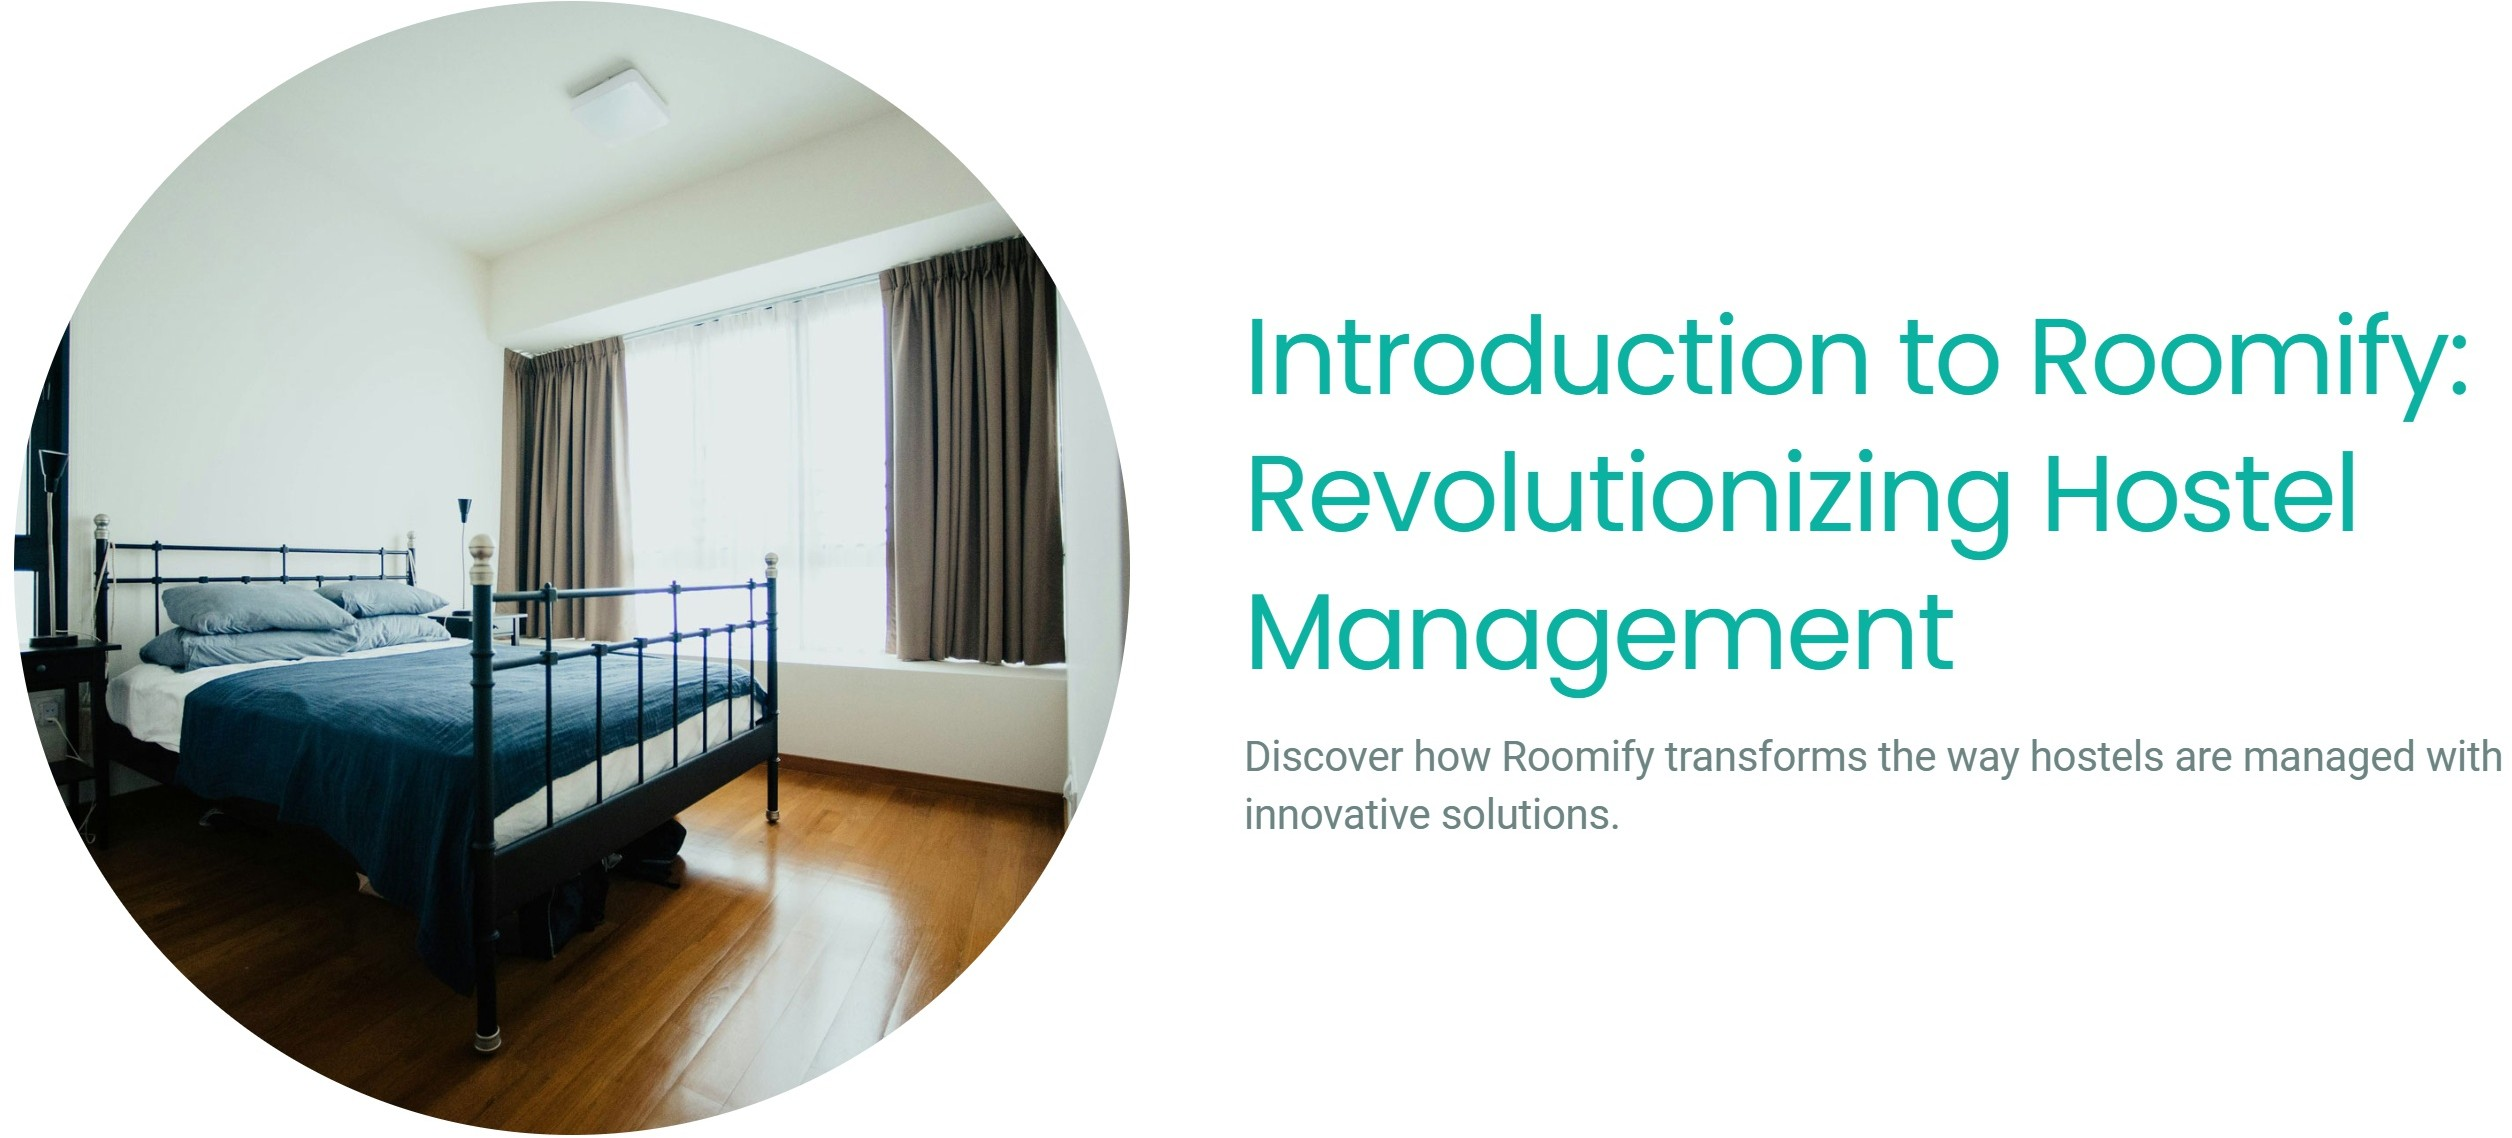 Introduction to Roomify:
Revolutionizing Hostel
Management
Discover how Roomify transforms the way hostels are managed with
innovative solutions.